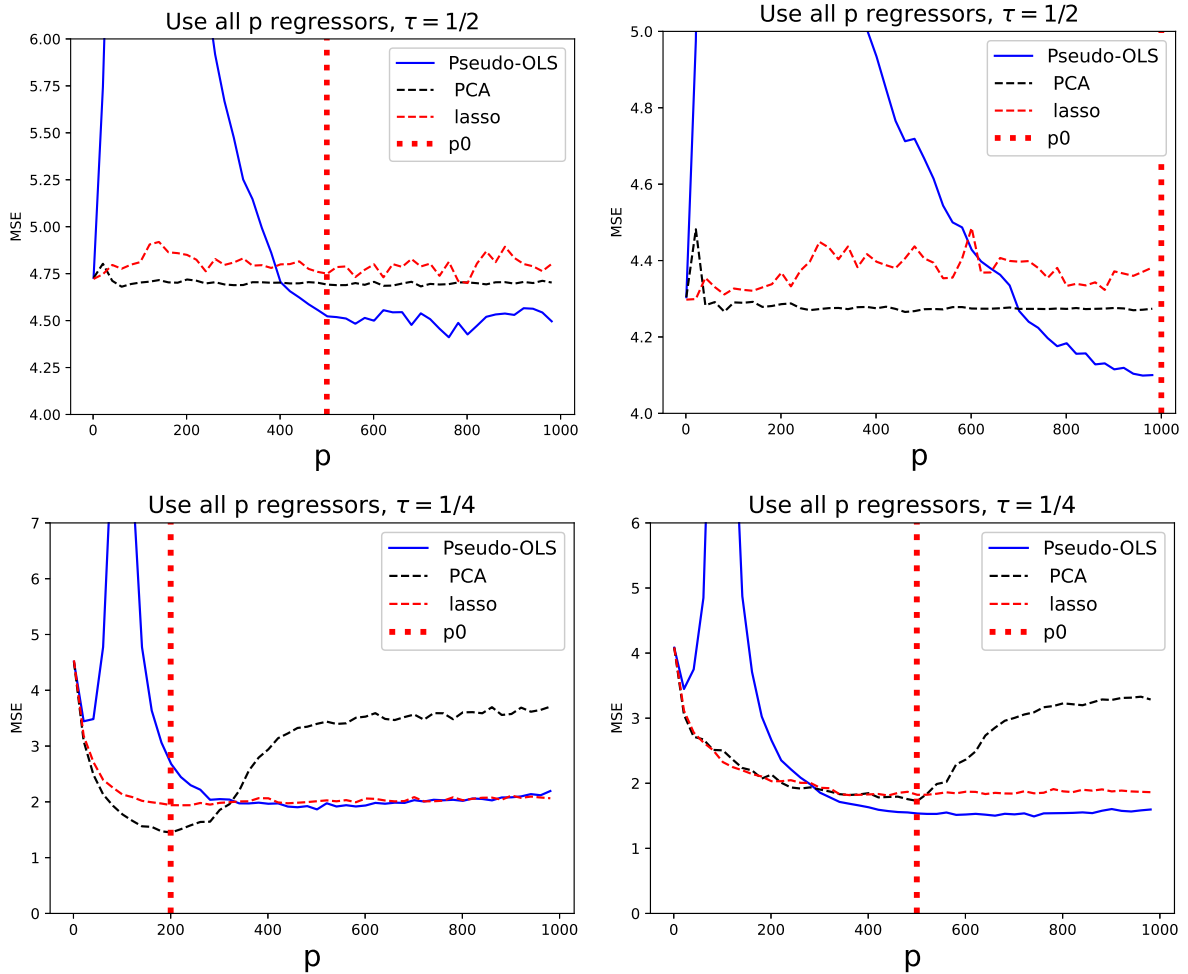 Use all p regressors, τ = 1/2
MSE
6.00
5.75
5.50
5.25
5.00
4.75
4.50
4.25
4.00
Pseudo-OLS
PCA
lasso
p0
0 200 400 600 800 1000
p
Use all p regressors, τ = 1/2
MSE
5.0
4.8
4.6
4.4
4.2
4.0
Pseudo-OLS
PCA
lasso
p0
0 200 400 600 800 1000
p
Use all p regressors, τ = 1/4
MSE
7
6
5
4
3
2
1
0
Pseudo-OLS
PCA
lasso
p0
0 200 400 600 800 1000
p
Use all p regressors, τ = 1/4
MSE
6
5
4
3
2
1
0
Pseudo-OLS
PCA
lasso
p0
0 200 400 600 800 1000
p